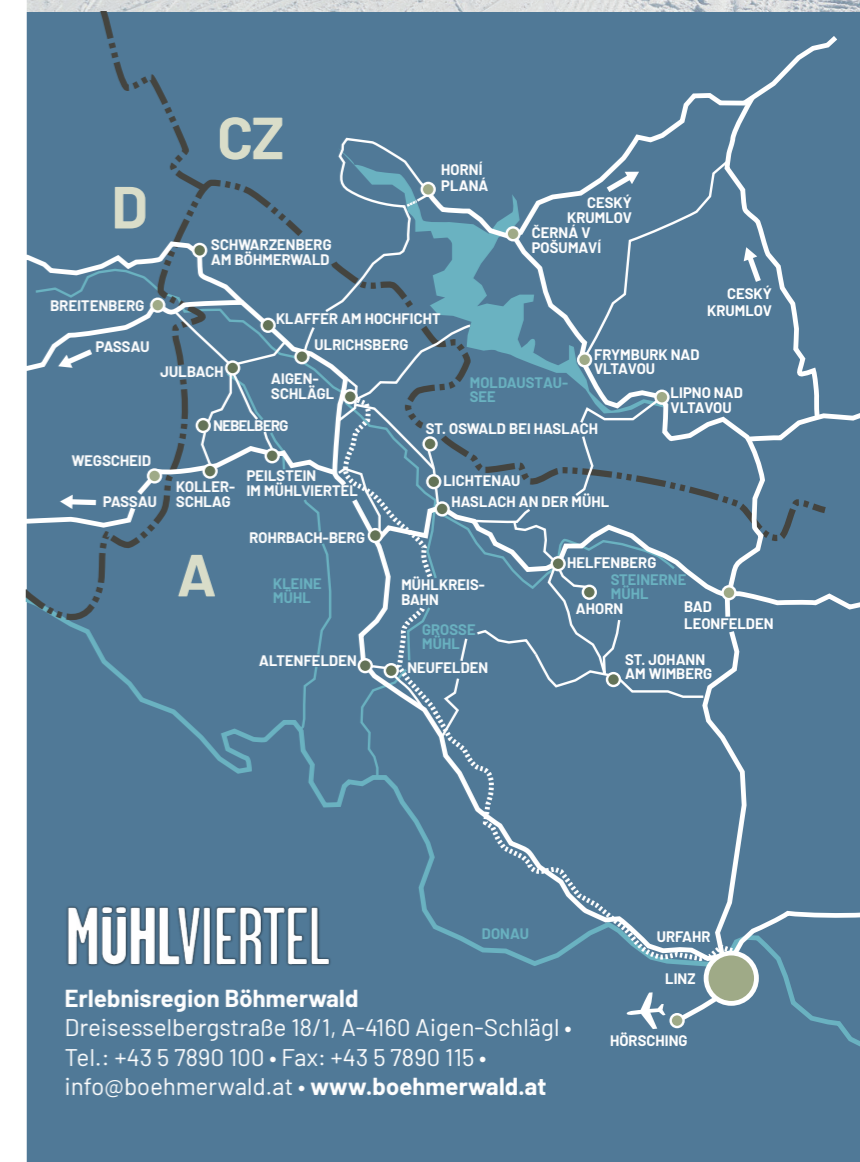 CZ
D
HORNÍ
PLANÁ
CESKÝ
KRUMLOV
ČERNÁ V
POŠUMAVÍ
SCHWARZENBERG
AM BÖHMERWALD
CESKÝ
KRUMLOV
BREITENBERG
KLAFFER AM HOCHFICHT
PASSAU
ULRICHSBERG
FRYMBURK NAD
VLTAVOU
JULBACH
AIGEN-
SCHLÄGL
MOLDAUSTAU-
SEE
LIPNO NAD
VLTAVOU
NEBELBERG
ST. OSWALD BEI HASLACH
WEGSCHEID
PASSAU
KOLLER-
SCHLAG
PEILSTEIN
IM MÜHLVIERTEL
LICHTENAU
HASLACH AN DER MÜHL
ROHRBACH-BERG
A
HELFENBERG
KLEINE
MÜHL
MÜHLKREIS-
BAHN
STEINERNE
MÜHL
AHORN
BAD
LEONFELDEN
GROSSE
MÜHL
ALTENFELDEN
NEUFELDEN
ST. JOHANN
AM WIMBERG
DONAU
URFAHR
LINZ
HÖRSCHING
MÜHLVIERTEL
Erlebnisregion Böhmerwald
Dreisesselbergstraße 18/1, A-4160 Aigen-Schlägl •
Tel.: +43 5 7890 100 • Fax: +43 5 7890 115 •
info@boehmerwald.at • www.boehmerwald.at